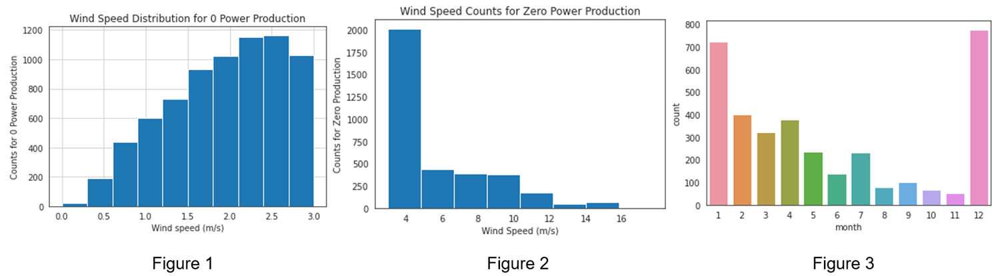 Wind Speed Distribution for 0 Power Production
Counts for 0 Power Production
1200
1000
800
600
400
200
0
0.0 0.5 1.0 1.5 2.0 2.5 3.0
Wind speed (m/s)
Figure 1
Wind Speed Counts for Zero Power Production
Counts for Zero Production
2000
1750
1500
1250
1000
750
500
250
0
4 6 8 10 12 14 16
Wind Speed (m/s)
Figure 2
count
800
700
600
500
400
300
200
100
0
1 2 3 4 5 6 7 8 9 10 11 12
month
Figure 3